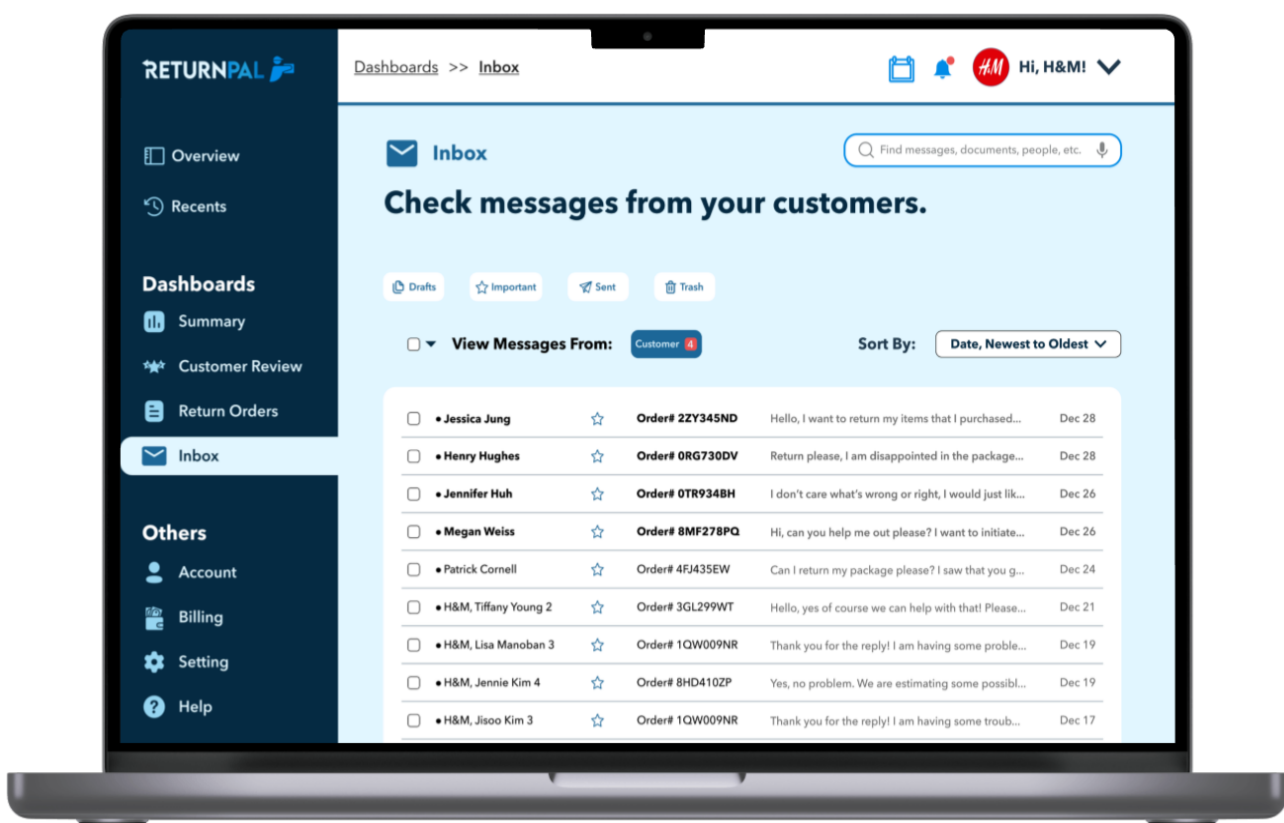 RETURNPAL
Dashboards >> Inbox
H&M Hi, H&M!
Overview
Recents
Dashboards
Summary
Customer Review
Return Orders
Inbox
Others
Account
Billing
Setting
? Help
Inbox
Find messages, documents, people, etc.
Check messages from your customers.
Drafts Important Sent Trash
View Messages From: Customer 4 Sort By: Date, Newest to Oldest
• Jessica Jung Order# 2ZY345ND Hello, I want to return my items that I purchased... Dec 28
• Henry Hughes Order# 0RG730DV Return please, I am disappointed in the package... Dec 28
• Jennifer Huh Order# 0TR934BH I don't care what's wrong or right, I would just lik... Dec 26
• Megan Weiss Order# 8MF278PQ Hi, can you help me out please? I want to initiate... Dec 26
• Patrick Cornell Order# 4FJ435EW Can I return my package please? I saw that you g... Dec 24
• H&M, Tiffany Young 2 Order# 3GL299WT Hello, yes of course we can help with that! Please... Dec 21
• H&M, Lisa Manoban 3 Order# 1QW009NR Thank you for the reply! I am having some proble... Dec 19
• H&M, Jennie Kim 4 Order# 8HD410ZP Yes, no problem. We are estimating some possibl... Dec 19
• H&M, Jisoo Kim 3 Order# 1QW009NR Thank you for the reply! I am having some troub... Dec 17